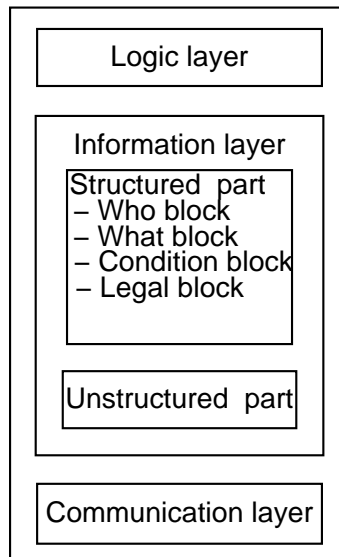 Logic layer
Information layer
Structured part
– Who block
– What block
– Condition block
– Legal block
Unstructured part
Communication layer